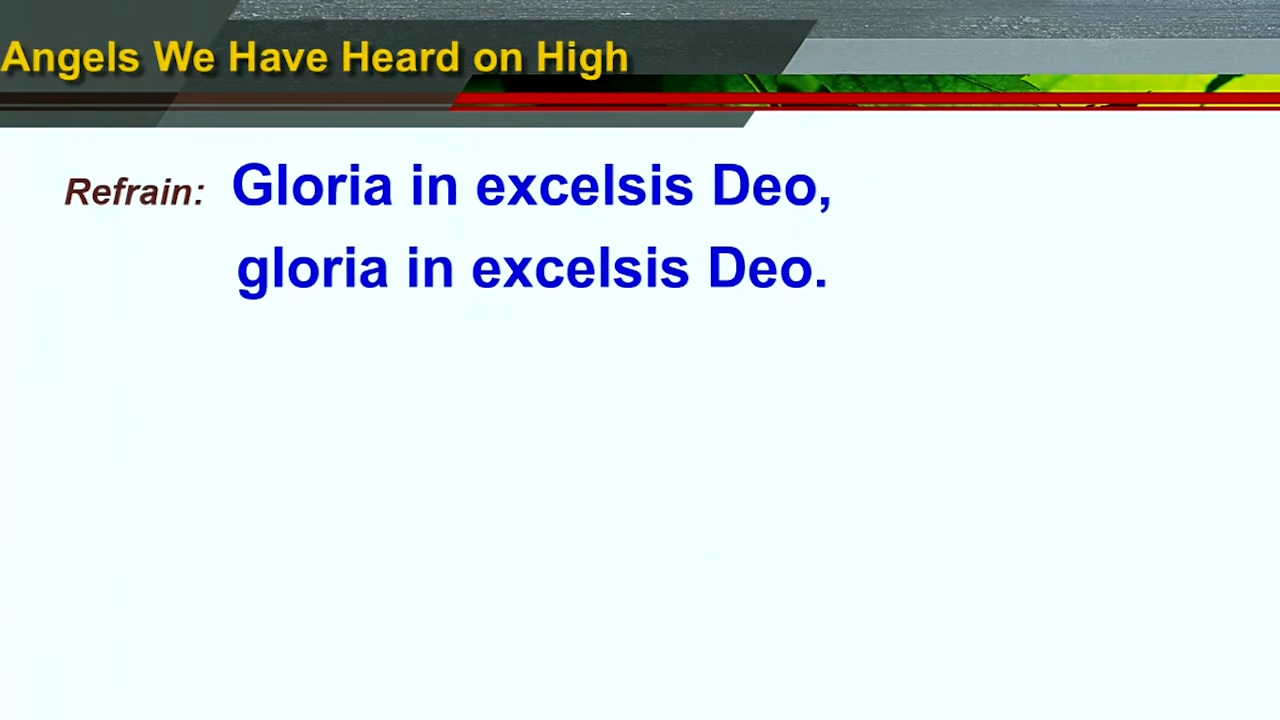 Angels We Have Heard on High
Refrain: Gloria in excelsis Deo,
gloria in excelsis Deo.